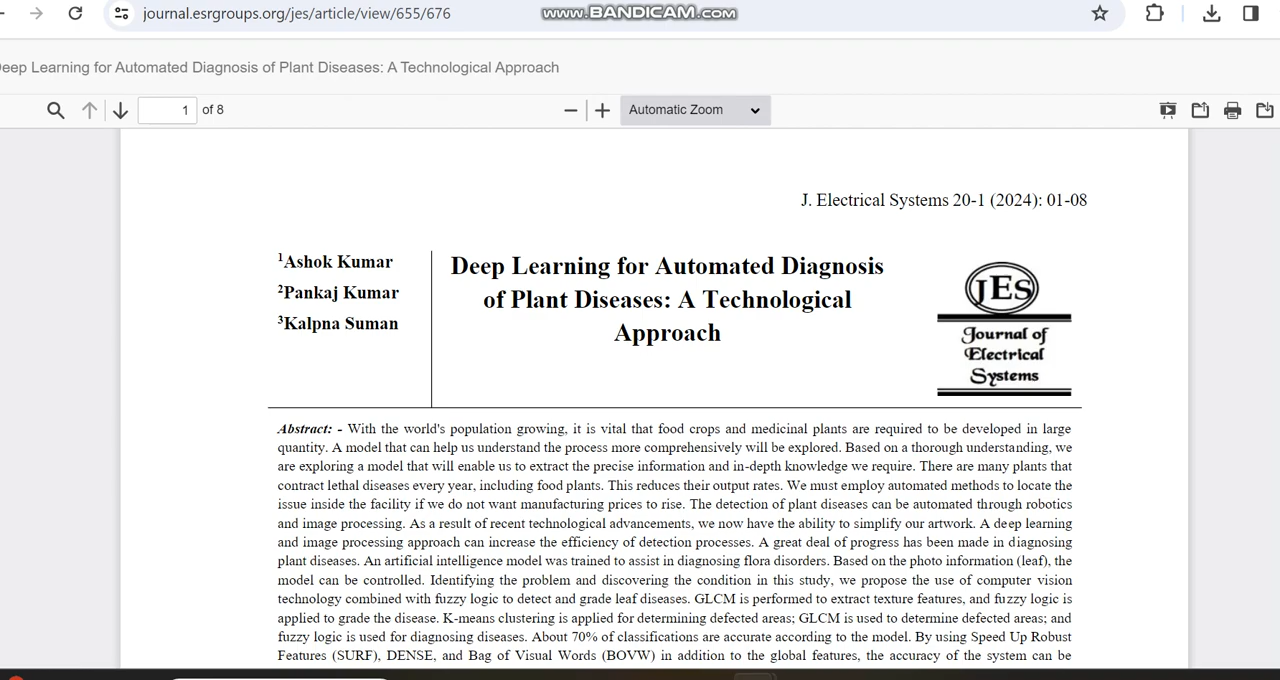 journal.esrgroups.org/jes/article/view/655/676
www.BANDICAM.com
eep Learning for Automated Diagnosis of Plant Diseases: A Technological Approach
1 of 8
Automatic Zoom
J. Electrical Systems 20-1 (2024): 01-08
1Ashok Kumar
2Pankaj Kumar
3Kalpna Suman
Deep Learning for Automated Diagnosis
of Plant Diseases: A Technological
Approach
JES
Journal of
Electrical
Systems
Abstract: - With the world's population growing, it is vital that food crops and medicinal plants are required to be developed in large
quantity. A model that can help us understand the process more comprehensively will be explored. Based on a thorough understanding, we
are exploring a model that will enable us to extract the precise information and in-depth knowledge we require. There are many plants that
contract lethal diseases every year, including food plants. This reduces their output rates. We must employ automated methods to locate the
issue inside the facility if we do not want manufacturing prices to rise. The detection of plant diseases can be automated through robotics
and image processing. As a result of recent technological advancements, we now have the ability to simplify our artwork. A deep learning
and image processing approach can increase the efficiency of detection processes. A great deal of progress has been made in diagnosing
plant diseases. An artificial intelligence model was trained to assist in diagnosing flora disorders. Based on the photo information (leaf), the
model can be controlled. Identifying the problem and discovering the condition in this study, we propose the use of computer vision
technology combined with fuzzy logic to detect and grade leaf diseases. GLCM is performed to extract texture features, and fuzzy logic is
applied to grade the disease. K-means clustering is applied for determining defected areas; GLCM is used to determine defected areas; and
fuzzy logic is used for diagnosing diseases. About 70% of classifications are accurate according to the model. By using Speed Up Robust
Features (SURF), DENSE, and Bag of Visual Words (BOVW) in addition to the global features, the accuracy of the system can be